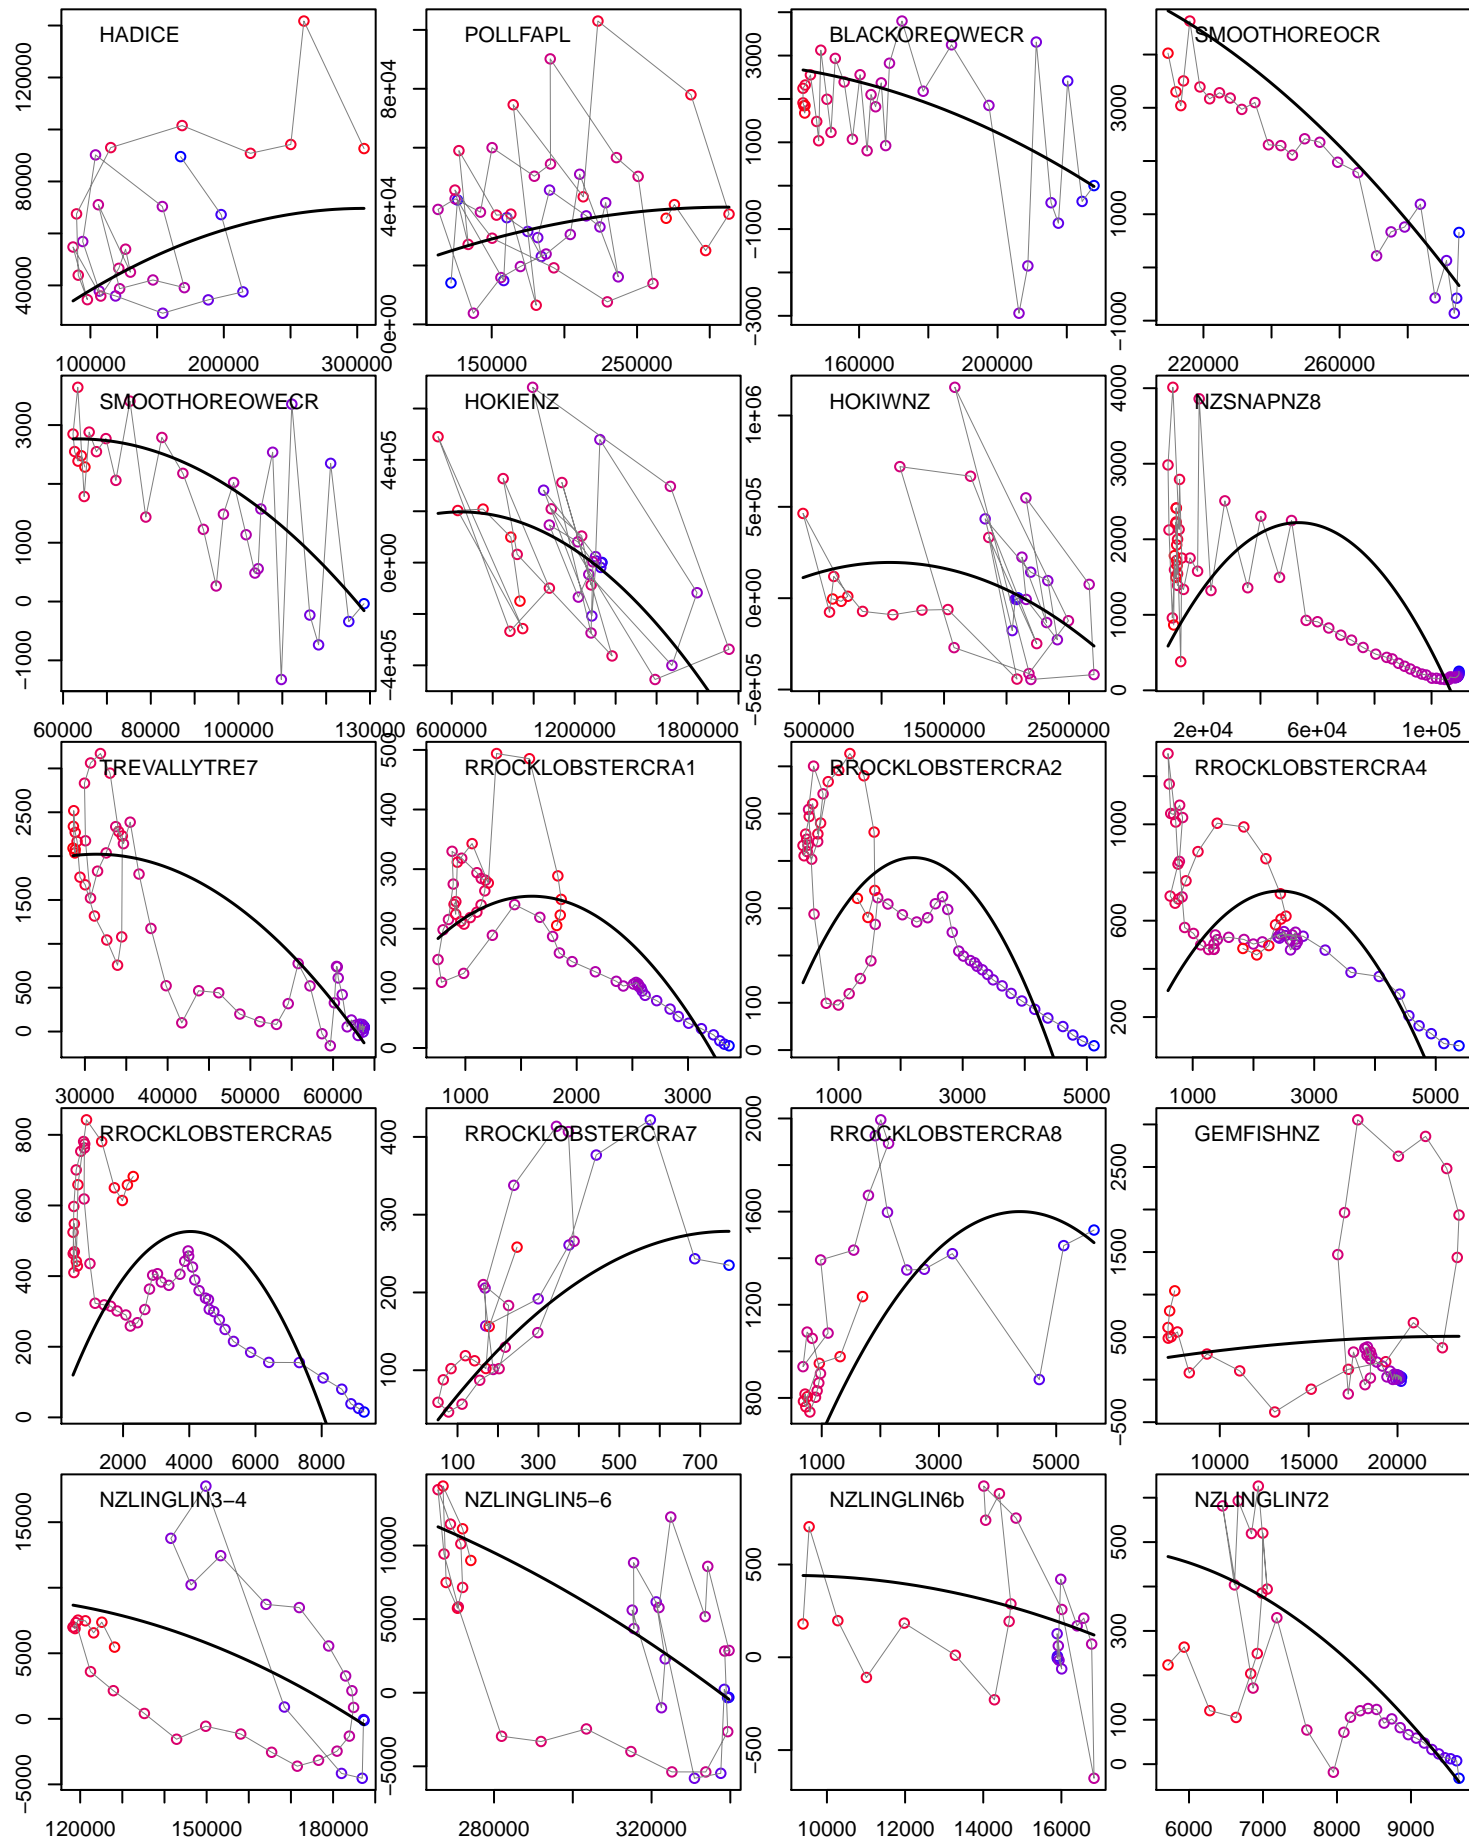 HADICE
POLLFAPL
BLACKOREOWECR
SMOOTHOREOCR
40000 80000 120000
0e+00 4e+04 8e+04
−3000 −1000 1000 3000
−1000 1000 3000
100000 200000 300000
150000 250000
160000 200000
220000 260000
SMOOTHOREOWECR
HOKIENZ
HOKIWNZ
NZSNAPNZ8
−1000 0 1000 3000
−4e+05 0e+00 4e+05
−5e+05 0e+00 5e+05 1e+06
0 1000 2000 3000 4000
60000 80000 100000 130000
600000 1200000 1800000
500000 1500000 2500000
2e+04 6e+04 1e+05
TREVALLYTRE7
RROCKLOBSTERCRA1
RROCKLOBSTERCRA2
RROCKLOBSTERCRA4
0 500 1500 2500
0 100 200 300 400 500
0 100 300 500
200 600 1000
30000 40000 50000 60000
1000 2000 3000
1000 3000 5000
1000 3000 5000
RROCKLOBSTERCRA5
RROCKLOBSTERCRA7
RROCKLOBSTERCRA8
GEMFISHNZ
0 200 400 600 800
100 200 300 400
800 1200 1600 2000
−500 500 1500 2500
2000 4000 6000 8000
100 300 500 700
1000 3000 5000
10000 15000 20000
NZLINGLIN3−4
NZLINGLIN5−6
NZLINGLIN6b
NZLINGLIN72
−5000 0 5000 15000
−5000 0 5000 10000
−500 0 500
0 100 300 500
120000 150000 180000
280000 320000
10000 12000 14000 16000
6000 7000 8000 9000